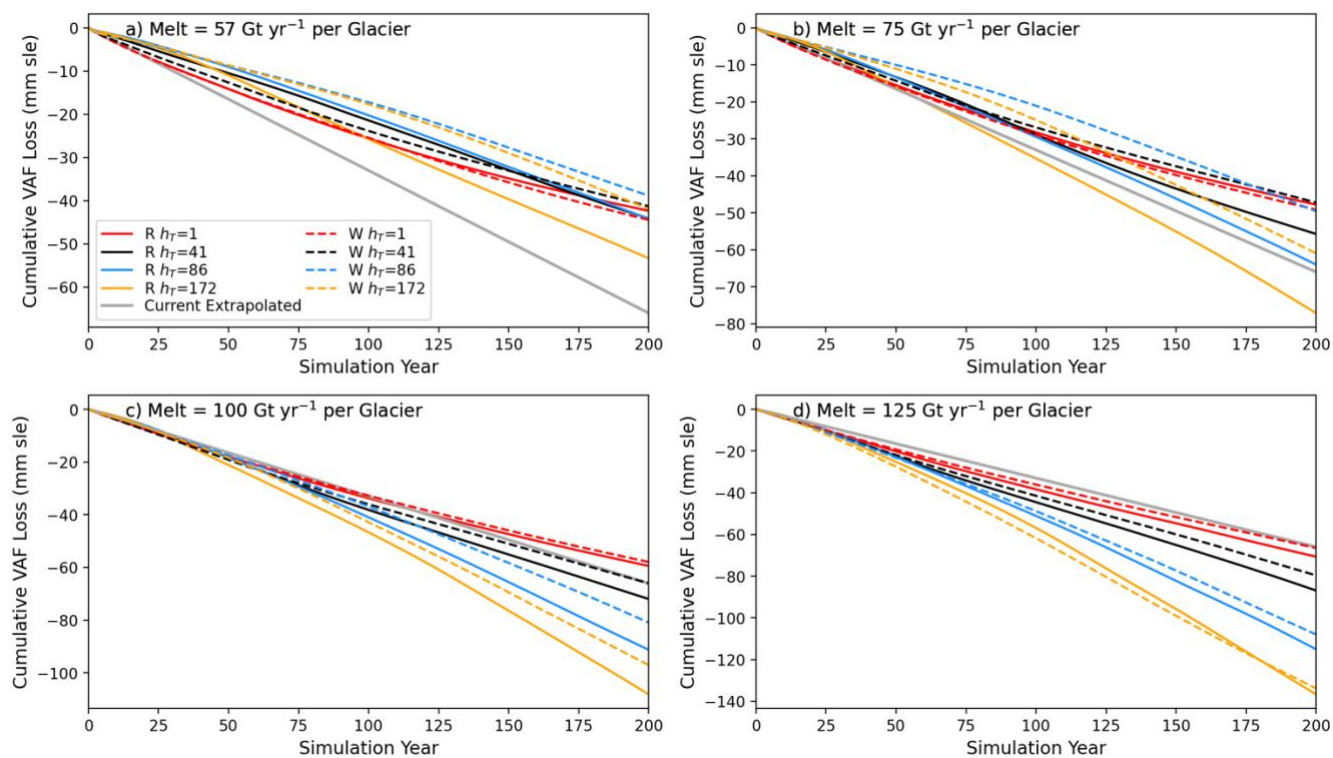 a) Melt = 57 Gt yr⁻¹ per Glacier
Cumulative VAF Loss (mm sle)
0
−10
−20
−30
−40
−50
−60
R h_T=1
R h_T=41
R h_T=86
R h_T=172
Current Extrapolated
W h_T=1
W h_T=41
W h_T=86
W h_T=172
0 25 50 75 100 125 150 175 200
Simulation Year
b) Melt = 75 Gt yr⁻¹ per Glacier
Cumulative VAF Loss (mm sle)
0
−10
−20
−30
−40
−50
−60
−70
−80
0 25 50 75 100 125 150 175 200
Simulation Year
c) Melt = 100 Gt yr⁻¹ per Glacier
Cumulative VAF Loss (mm sle)
0
−20
−40
−60
−80
−100
0 25 50 75 100 125 150 175 200
Simulation Year
d) Melt = 125 Gt yr⁻¹ per Glacier
Cumulative VAF Loss (mm sle)
0
−20
−40
−60
−80
−100
−120
−140
0 25 50 75 100 125 150 175 200
Simulation Year